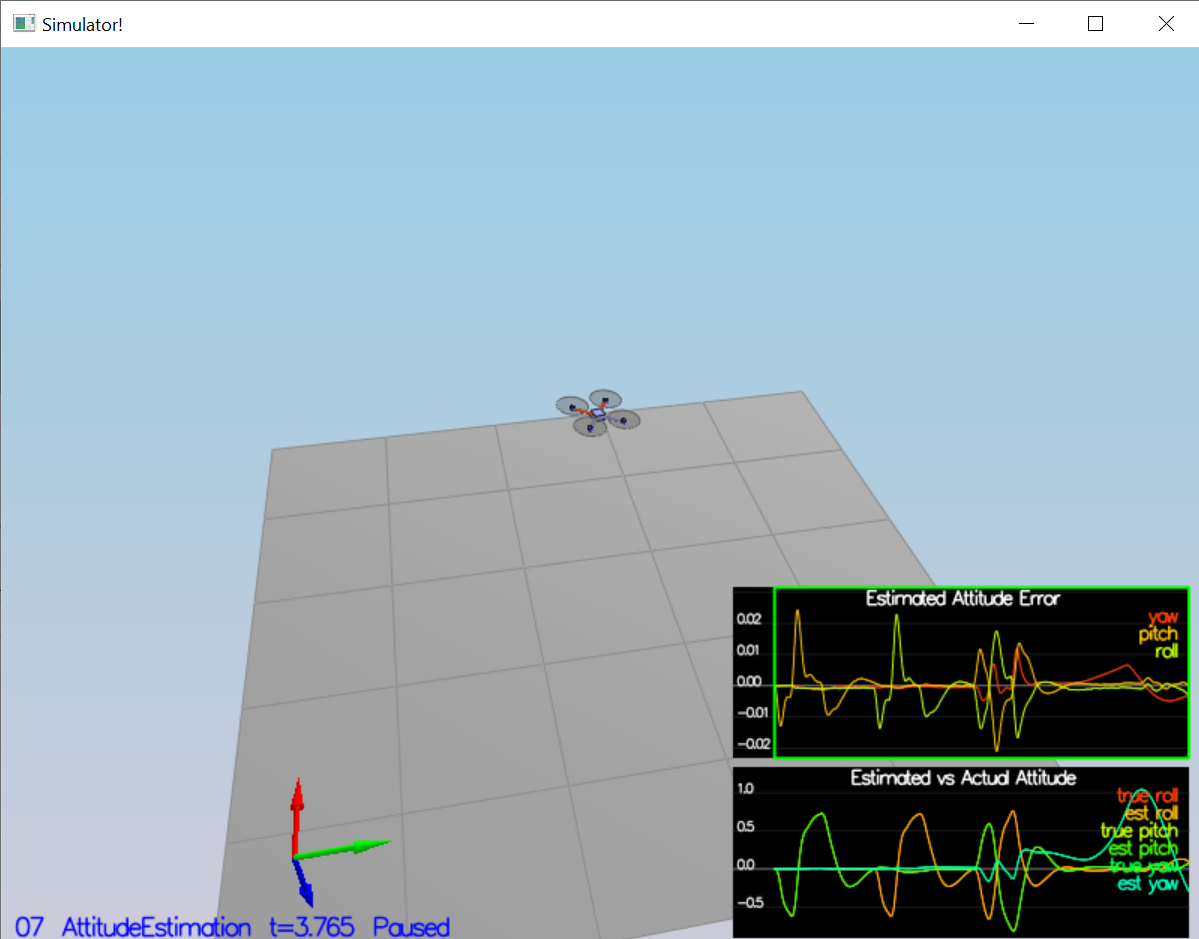 Simulator!
Estimated Attitude Error
0.02
0.01
0.00
-0.01
-0.02
yaw
pitch
roll
Estimated vs Actual Attitude
1.0
0.5
0.0
-0.5
true roll
est roll
true pitch
est pitch
true yaw
est yaw
07 AttitudeEstimation t=3.765 Paused